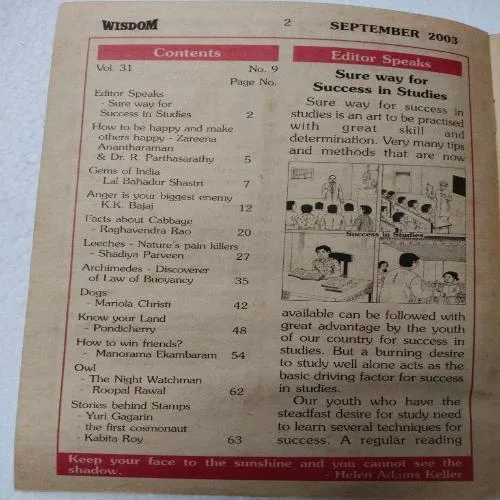 WISDOM
2
SEPTEMBER 2003
Contents
Vol. 31 No. 9
Page No.
Editor Speaks
- Sure way for
Success in Studies 2
How to be happy and make
others happy - Zareena
Anantharaman
& Dr. R. Parthasarathy 5
Gems of India
- Lal Bahadur Shastri 7
Anger is your biggest enemy
- K.K. Bajaj 12
Facts about Cabbage
- Raghavendra Rao 20
Leeches - Nature's pain killers
- Shadiya Parveen 27
Archimedes - Discoverer
of Law of Buoyancy 35
Dogs
- Mariola Christi 42
Know your Land
- Pondicherry 48
How to win friends?
- Manorama Ekambaram 54
Owl
- The Night Watchman
Roopal Rawal 62
Stories behind Stamps
- Yuri Gagarin
the first cosmonaut
- Kabita Roy 63
Editor Speaks
Sure way for
Success in Studies
Sure way for success in
studies is an art to be practised
with great skill and
determination. Very many tips
and methods that are now
Success in Studies
available can be followed with
great advantage by the youth
of our country for success in
studies. But a burning desire
to study well alone acts as the
basic driving factor for success
in studies.
Our youth who have the
steadfast desire for study need
to learn several techniques for
success. A regular reading
Keep your face to the sunshine and you cannot see the
shadow. - Helen Adams Keller